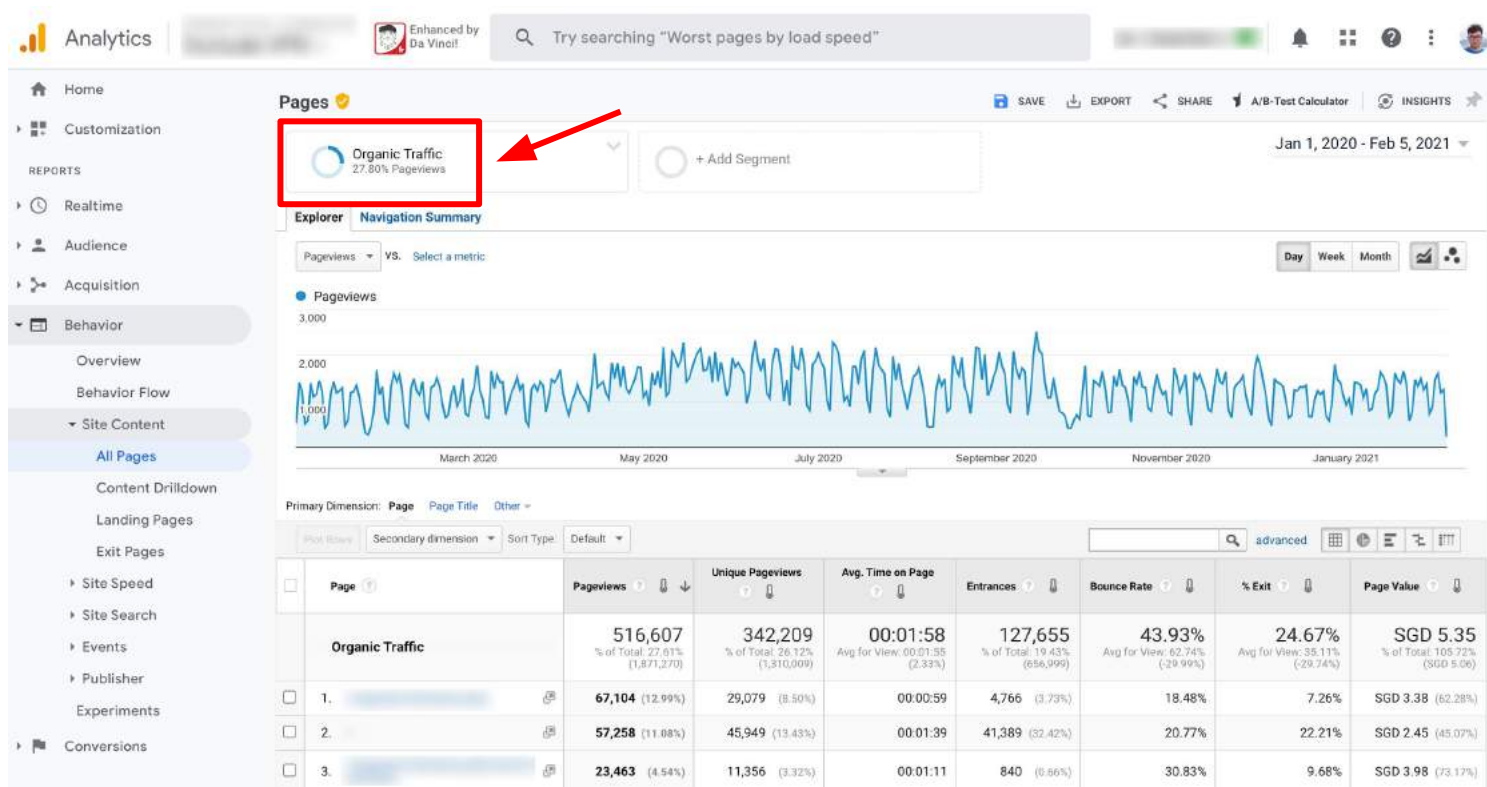 Analytics
Enhanced by
Da Vinci!
Try searching "Worst pages by load speed"
Home
Customization
REPORTS
Realtime
Audience
Acquisition
Behavior
Overview
Behavior Flow
Site Content
All Pages
Content Drilldown
Landing Pages
Exit Pages
Site Speed
Site Search
Events
Publisher
Experiments
Conversions
Pages
SAVE EXPORT SHARE A/B-Test Calculator INSIGHTS
Organic Traffic
27.80% Pageviews
+ Add Segment
Jan 1, 2020 - Feb 5, 2021
Explorer Navigation Summary
Pageviews VS. Select a metric
Day Week Month
Pageviews
3,000
2,000
1,000
March 2020 May 2020 July 2020 September 2020 November 2020 January 2021
Primary Dimension: Page Page Title Other
Plot Rows Secondary dimension Sort Type: Default advanced
Page Pageviews Unique Pageviews Avg. Time on Page Entrances Bounce Rate % Exit Page Value
Organic Traffic 516,607 342,209 00:01:58 127,655 43.93% 24.67% SGD 5.35
% of Total: 27.61% % of Total: 26.12% Avg for View: 00:01:55 % of Total: 19.43% Avg for View: 62.74% Avg for View: 35.11% % of Total: 105.72%
(1,871,270) (1,310,009) (2.33%) (656,999) (-29.99%) (-29.74%) (SGD 5.06)
1. 67,104 (12.99%) 29,079 (8.50%) 00:00:59 4,766 (3.73%) 18.48% 7.26% SGD 3.38 (62.28%)
2. 57,258 (11.08%) 45,949 (13.43%) 00:01:39 41,389 (32.42%) 20.77% 22.21% SGD 2.45 (45.07%)
3. 23,463 (4.54%) 11,356 (3.32%) 00:01:11 840 (0.66%) 30.83% 9.68% SGD 3.98 (73.17%)